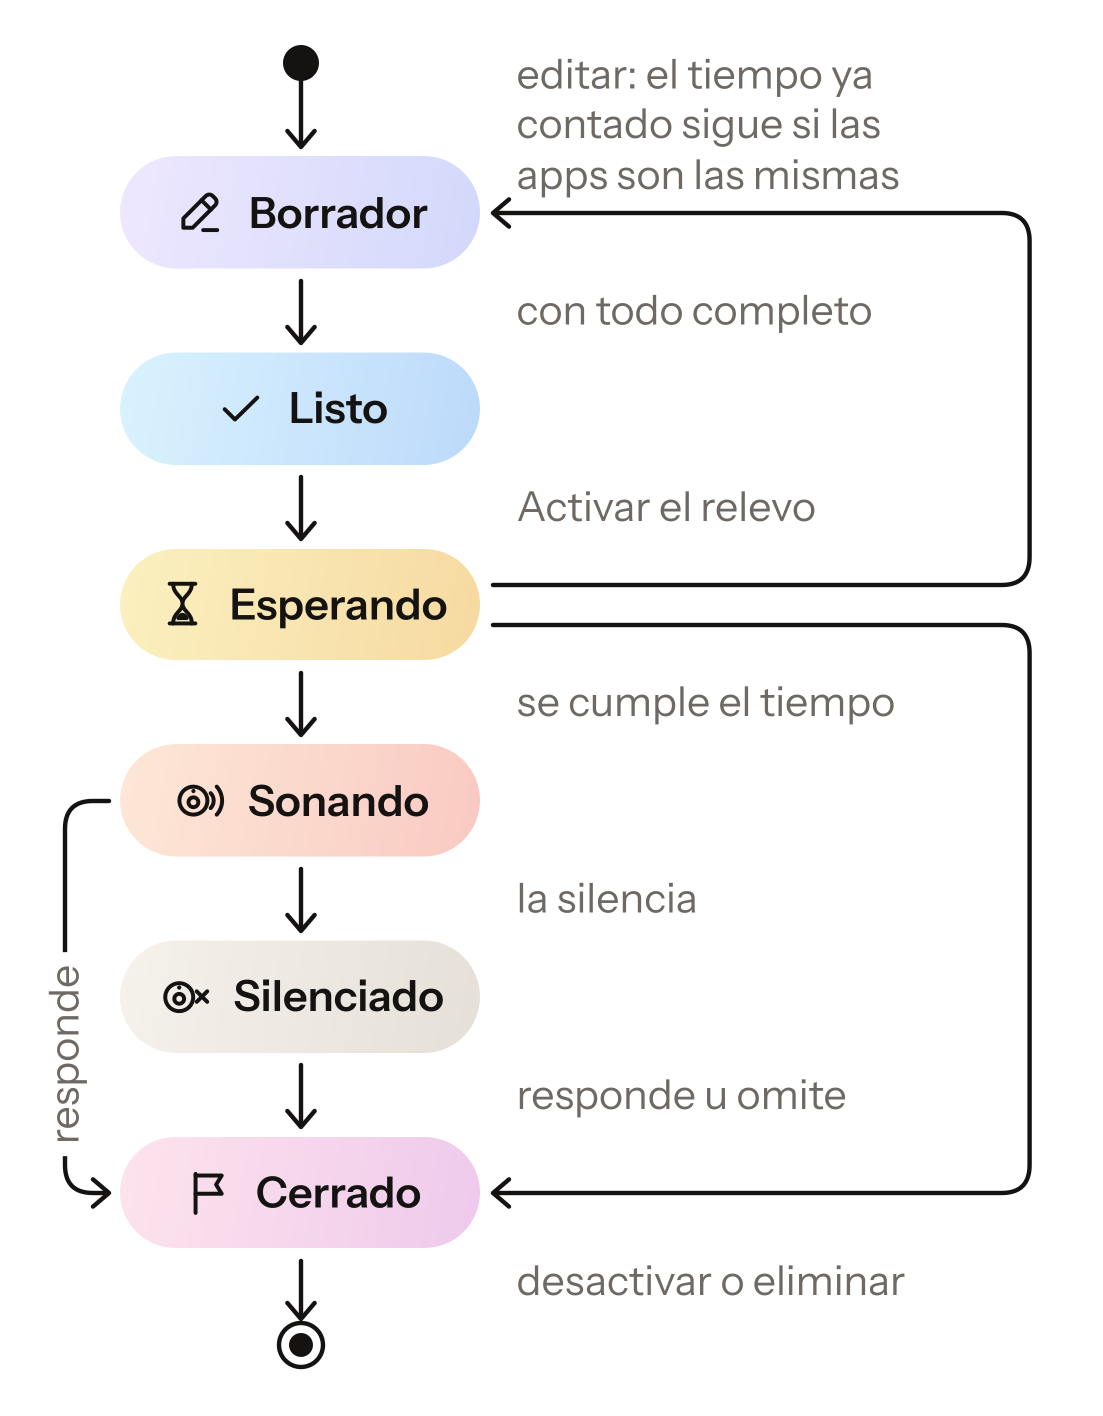 editar: el tiempo ya
contado sigue si las
apps son las mismas
Borrador
con todo completo
Listo
Activar el relevo
Esperando
se cumple el tiempo
Sonando
la silencia
Silenciado
responde
responde u omite
Cerrado
desactivar o eliminar